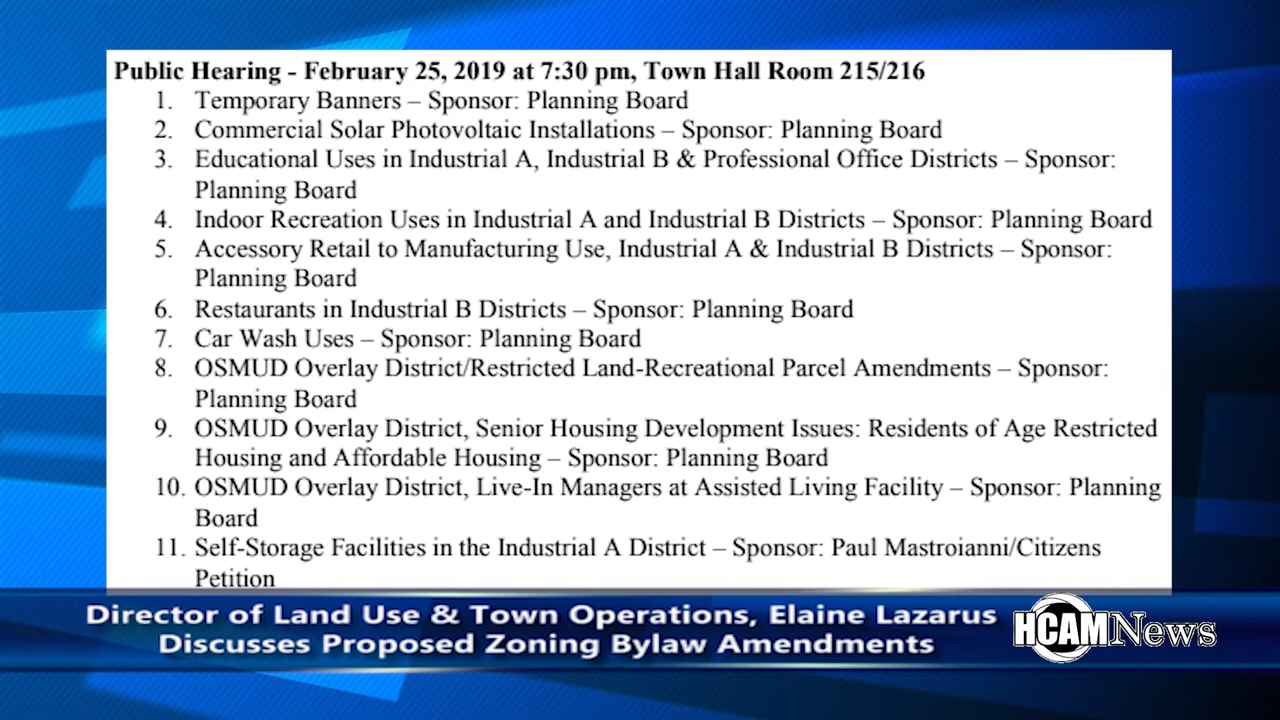 Public Hearing - February 25, 2019 at 7:30 pm, Town Hall Room 215/216
1. Temporary Banners – Sponsor: Planning Board
2. Commercial Solar Photovoltaic Installations – Sponsor: Planning Board
3. Educational Uses in Industrial A, Industrial B & Professional Office Districts – Sponsor:
Planning Board
4. Indoor Recreation Uses in Industrial A and Industrial B Districts – Sponsor: Planning Board
5. Accessory Retail to Manufacturing Use, Industrial A & Industrial B Districts – Sponsor:
Planning Board
6. Restaurants in Industrial B Districts – Sponsor: Planning Board
7. Car Wash Uses – Sponsor: Planning Board
8. OSMUD Overlay District/Restricted Land-Recreational Parcel Amendments – Sponsor:
Planning Board
9. OSMUD Overlay District, Senior Housing Development Issues: Residents of Age Restricted
Housing and Affordable Housing – Sponsor: Planning Board
10. OSMUD Overlay District, Live-In Managers at Assisted Living Facility – Sponsor: Planning
Board
11. Self-Storage Facilities in the Industrial A District – Sponsor: Paul Mastroianni/Citizens
Petition
Director of Land Use & Town Operations, Elaine Lazarus
Discusses Proposed Zoning Bylaw Amendments
HCAM News